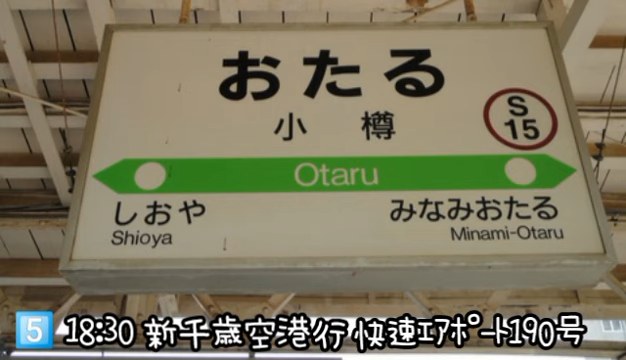 おたる
小樽
S
15
Otaru
しおや
Shioya
みなみおたる
Minami-Otaru
5 18:30 新千歳空港行 快速ｴｱﾎﾟｰﾄ190号